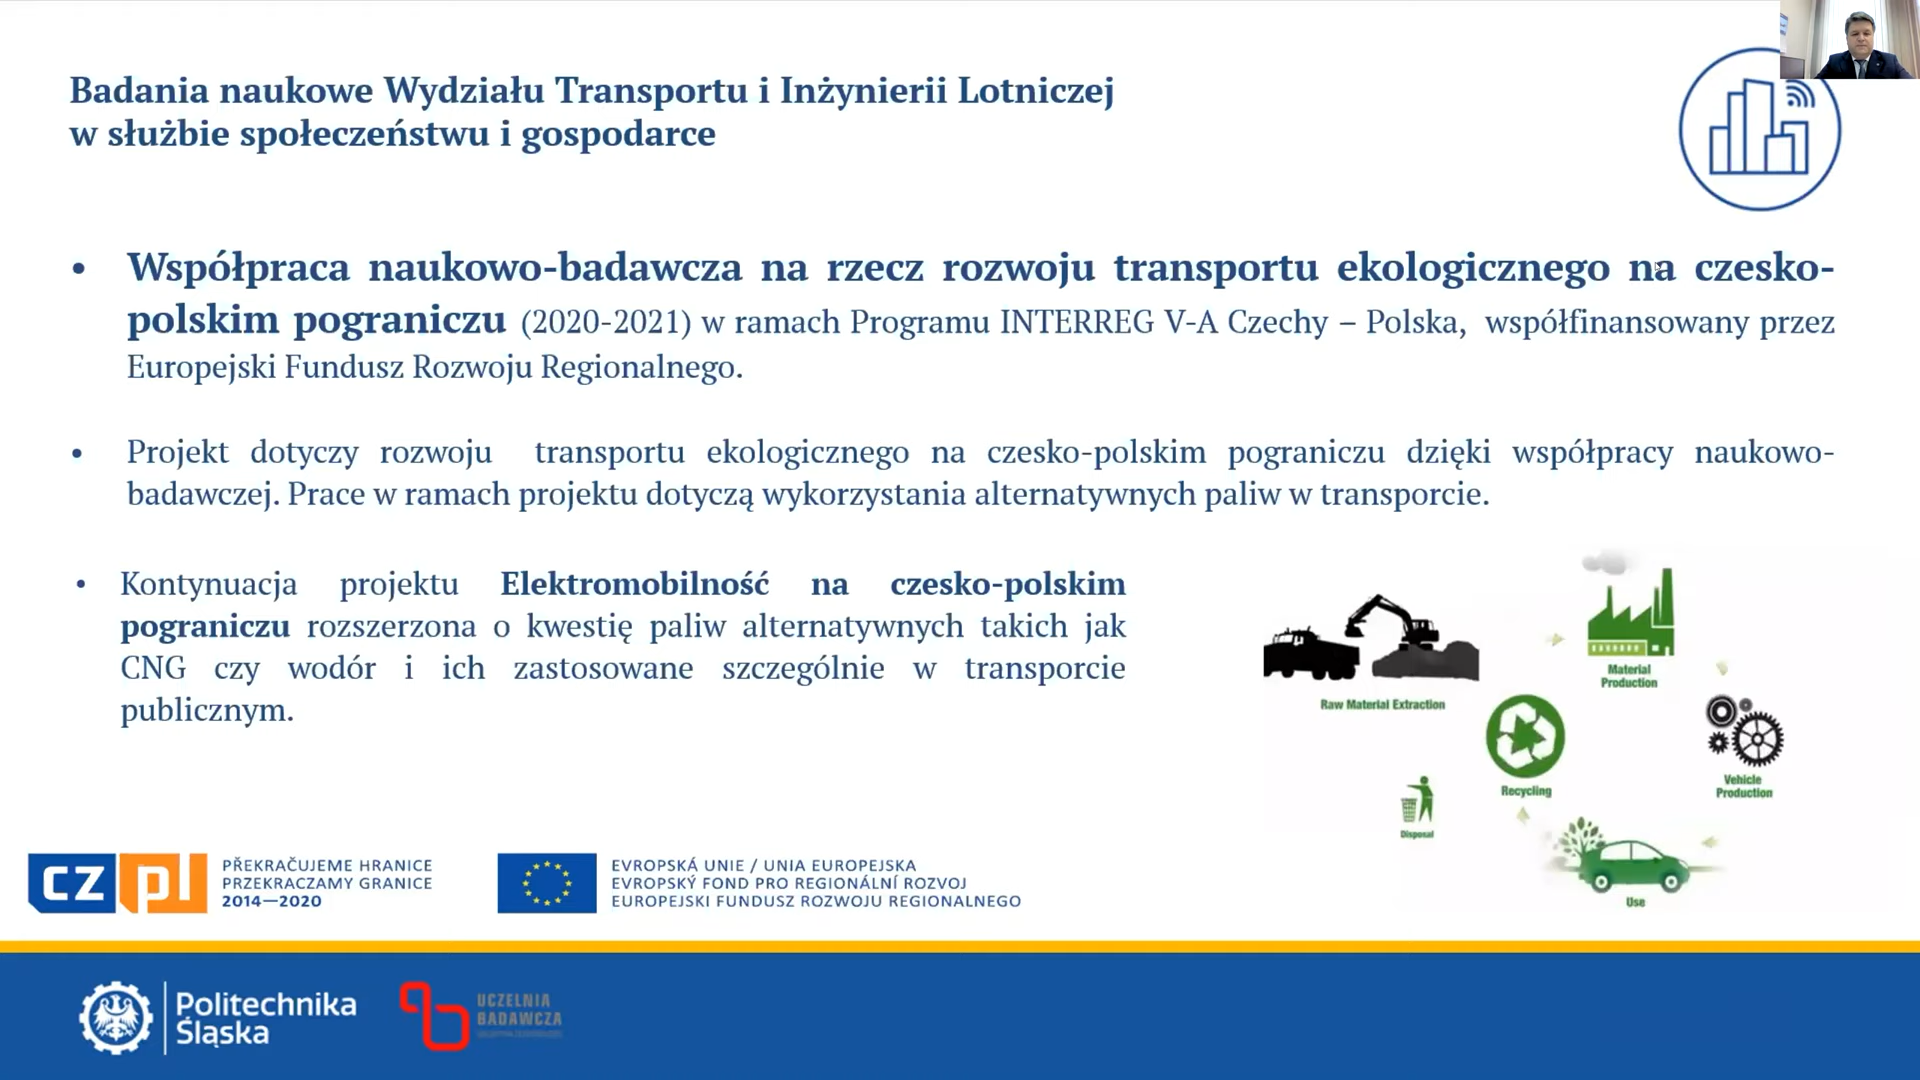 Badania naukowe Wydziału Transportu i Inżynierii Lotniczej
w służbie społeczeństwu i gospodarce
• Współpraca naukowo-badawcza na rzecz rozwoju transportu ekologicznego na czesko-
polskim pograniczu (2020-2021) w ramach Programu INTERREG V-A Czechy – Polska, współfinansowany przez
Europejski Fundusz Rozwoju Regionalnego.
• Projekt dotyczy rozwoju transportu ekologicznego na czesko-polskim pograniczu dzięki współpracy naukowo-
badawczej. Prace w ramach projektu dotyczą wykorzystania alternatywnych paliw w transporcie.
• Kontynuacja projektu Elektromobilność na czesko-polskim
pograniczu rozszerzona o kwestię paliw alternatywnych takich jak
CNG czy wodór i ich zastosowane szczególnie w transporcie
publicznym.
Material
Production
Raw Material Extraction
Vehicle
Production
Recycling
Disposal
Use
cz pl
PŘEKRAČUJEME HRANICE
PRZEKRACZAMY GRANICE
2014—2020
EVROPSKÁ UNIE / UNIA EUROPEJSKA
EVROPSKÝ FOND PRO REGIONÁLNÍ ROZVOJ
EUROPEJSKI FUNDUSZ ROZWOJU REGIONALNEGO
Politechnika
Śląska
UCZELNIA
BADAWCZA